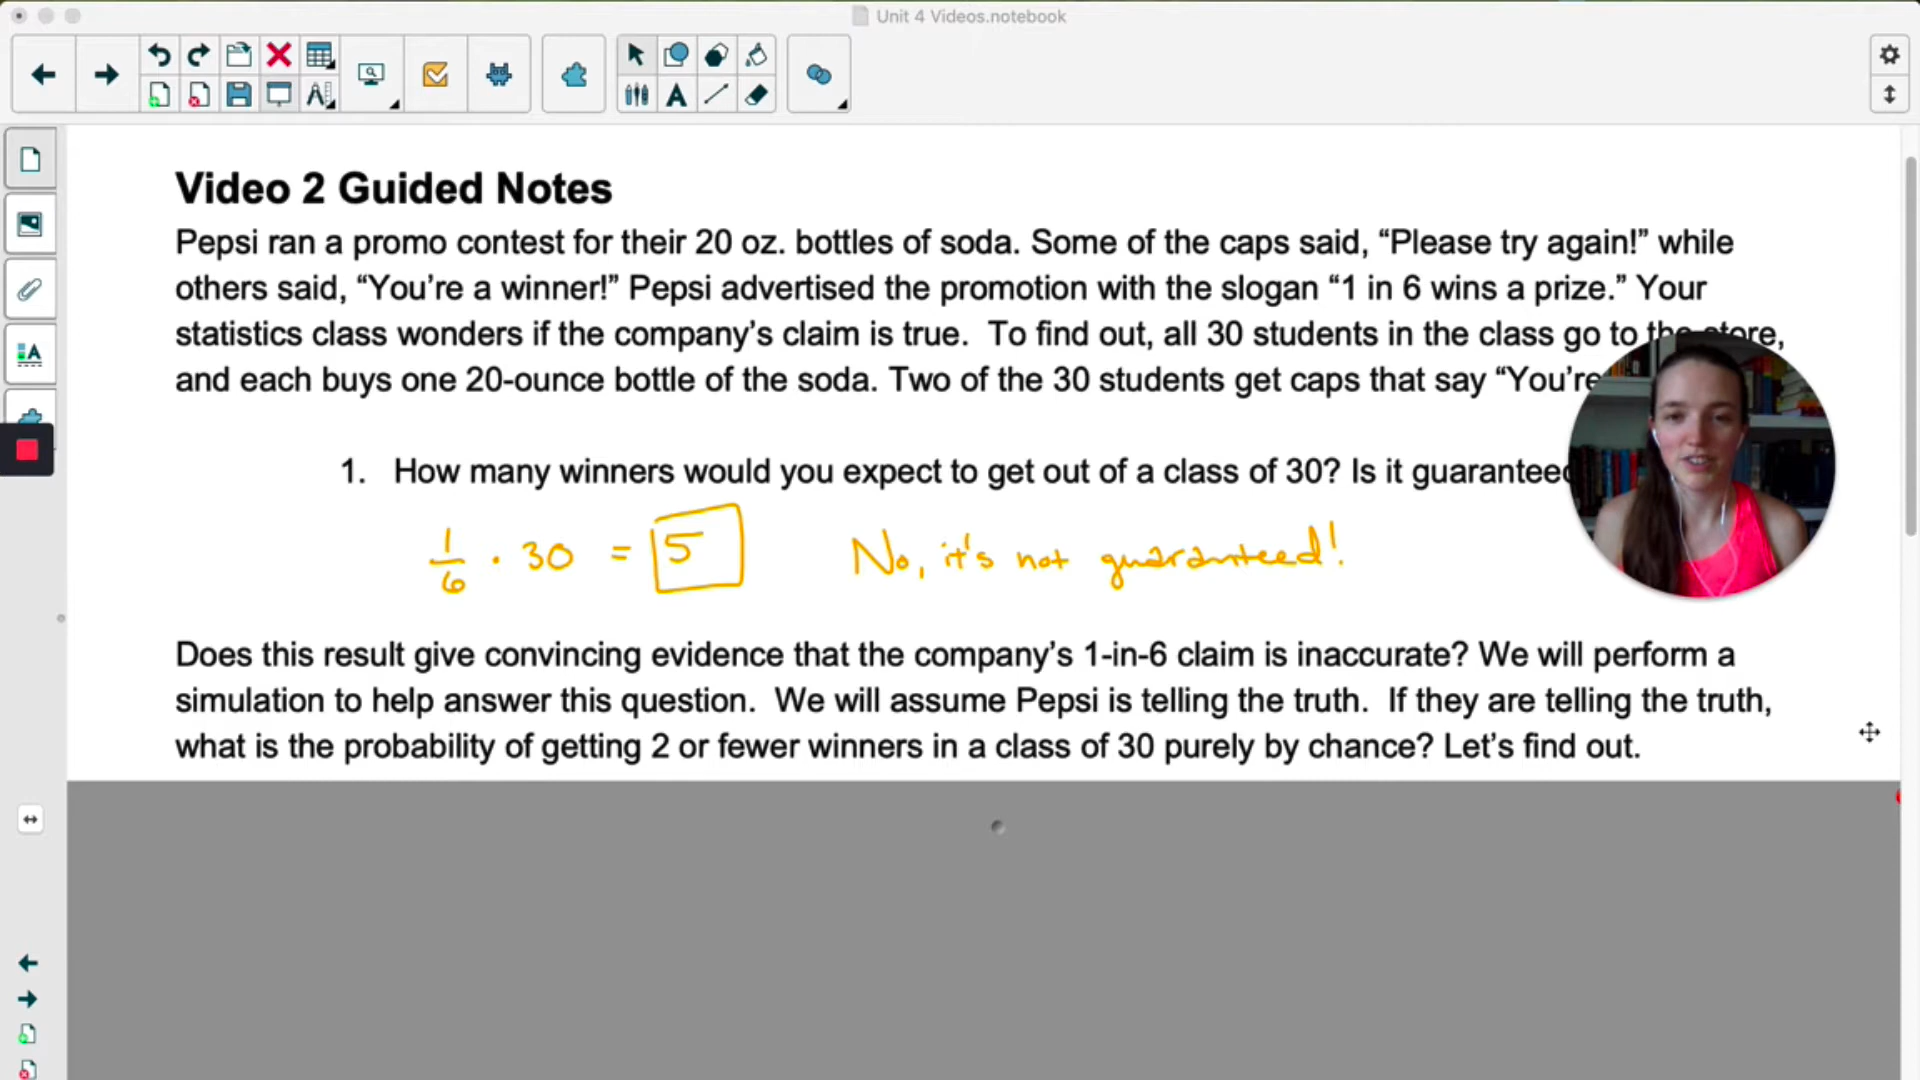 Unit 4 Videos.notebook
Video 2 Guided Notes
Pepsi ran a promo contest for their 20 oz. bottles of soda. Some of the caps said, “Please try again!” while
others said, “You’re a winner!” Pepsi advertised the promotion with the slogan “1 in 6 wins a prize.” Your
statistics class wonders if the company’s claim is true. To find out, all 30 students in the class go to the store,
and each buys one 20-ounce bottle of the soda. Two of the 30 students get caps that say “You’re
1. How many winners would you expect to get out of a class of 30? Is it guaranteed
1/6 · 30 = 5 No, it's not guaranteed!
Does this result give convincing evidence that the company’s 1-in-6 claim is inaccurate? We will perform a
simulation to help answer this question. We will assume Pepsi is telling the truth. If they are telling the truth,
what is the probability of getting 2 or fewer winners in a class of 30 purely by chance? Let’s find out.